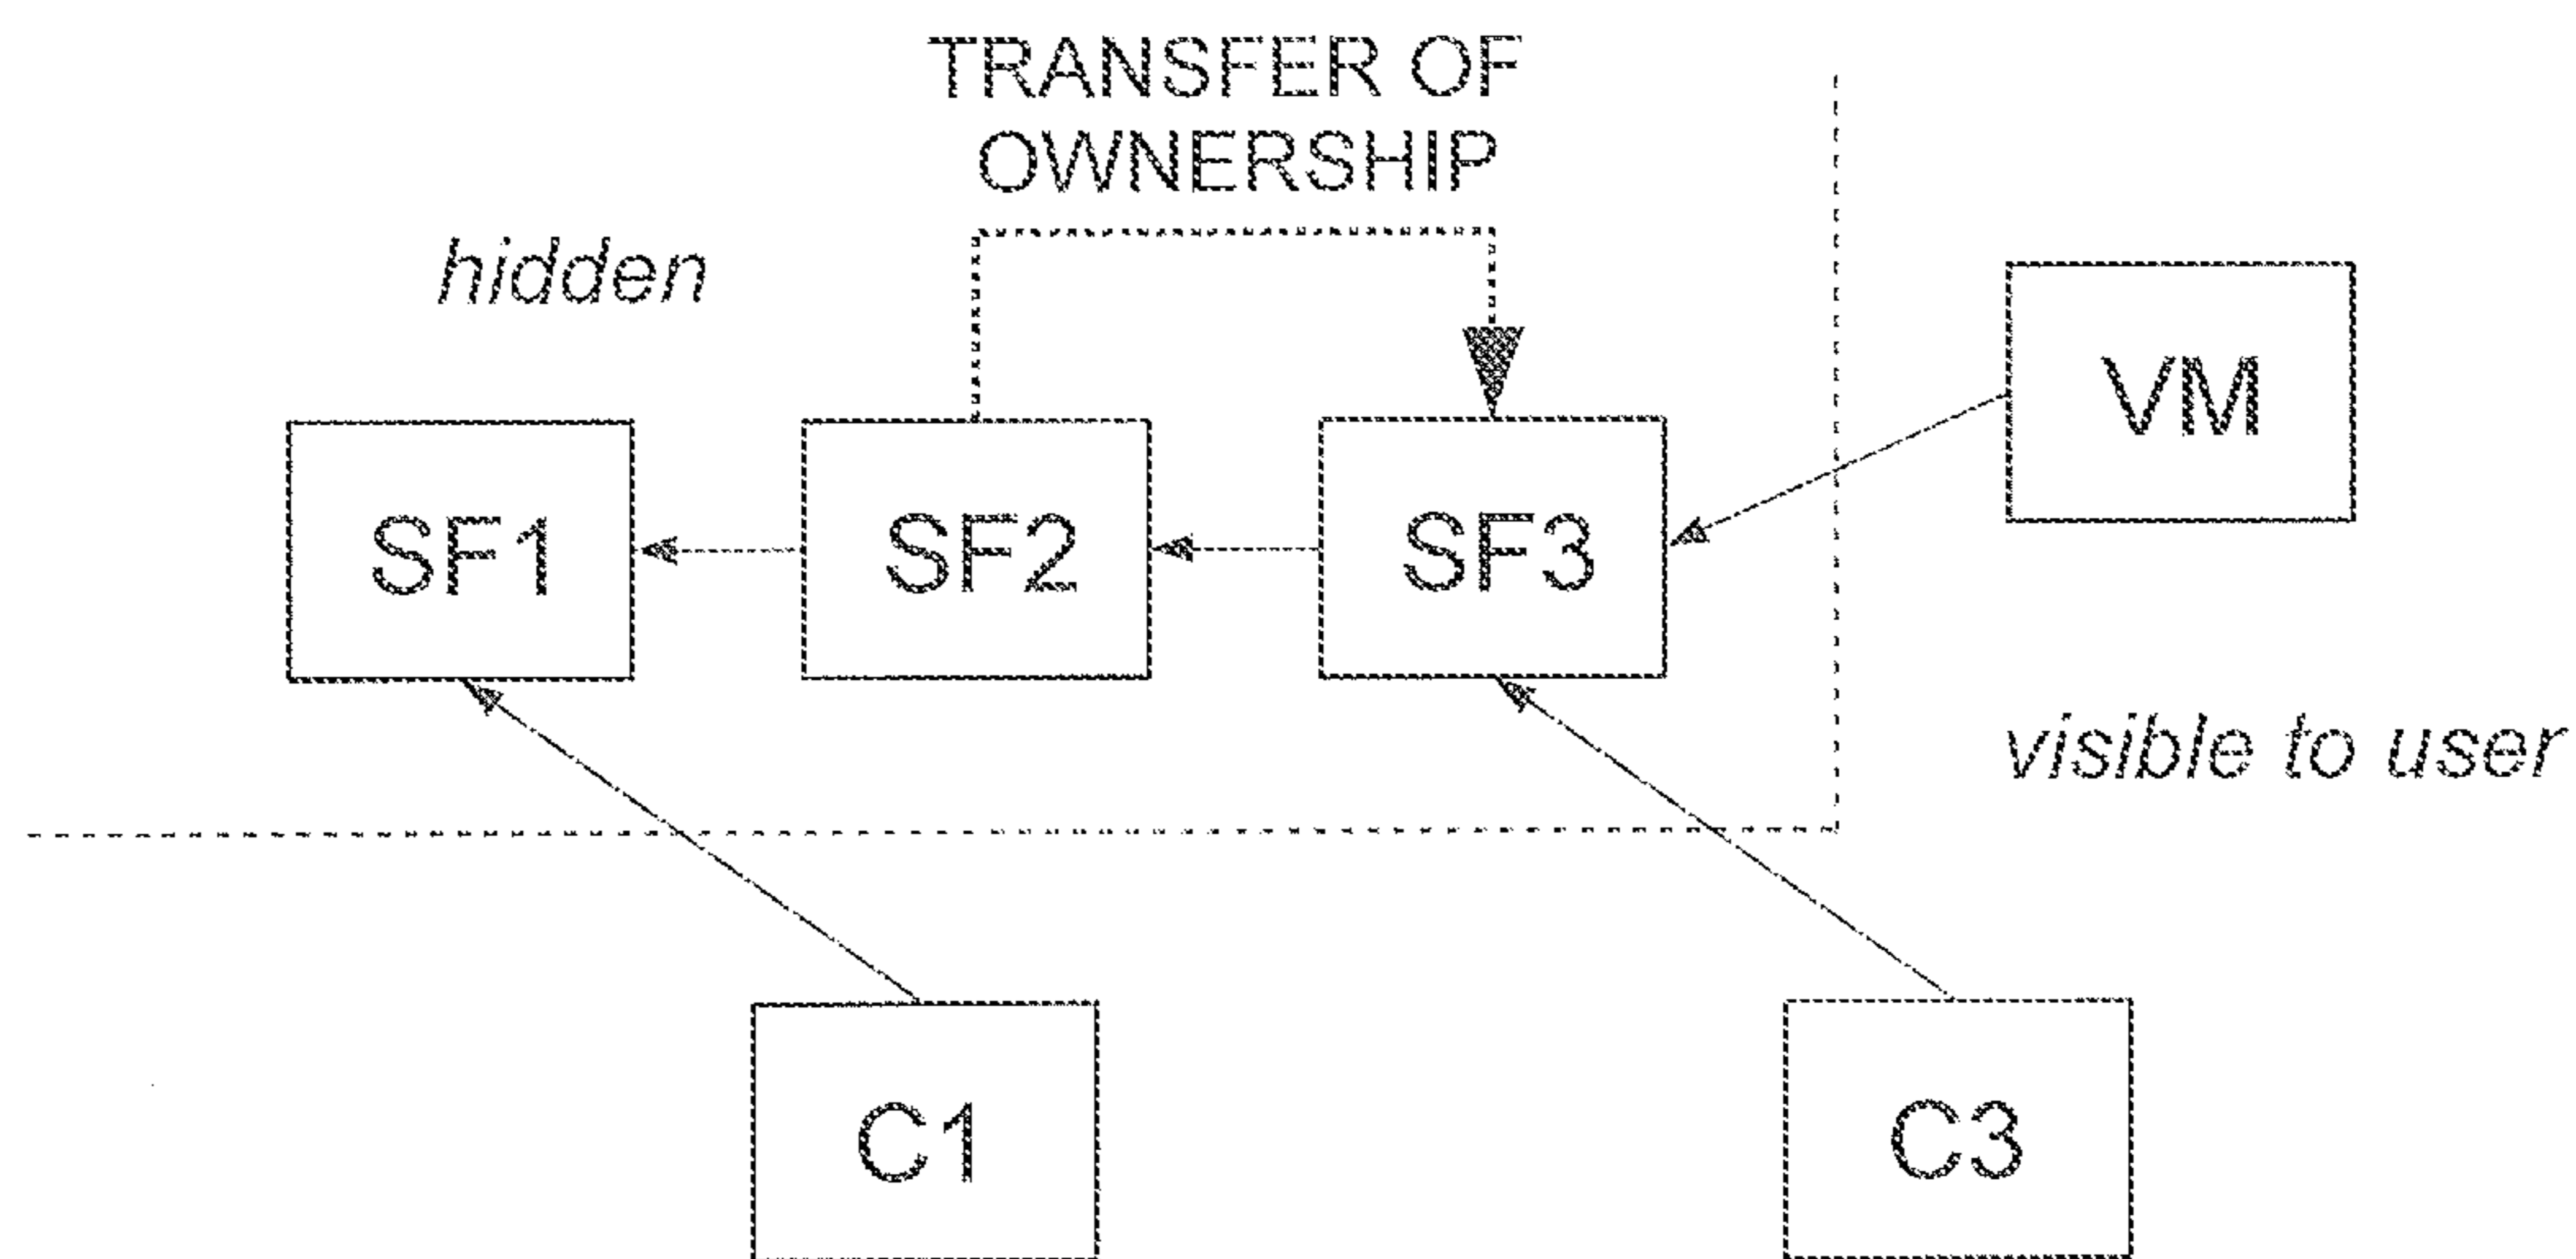 TRANSFER OF
OWNERSHIP
hidden
VM
SF1
SF2
SF3
visible to user
C1
C3